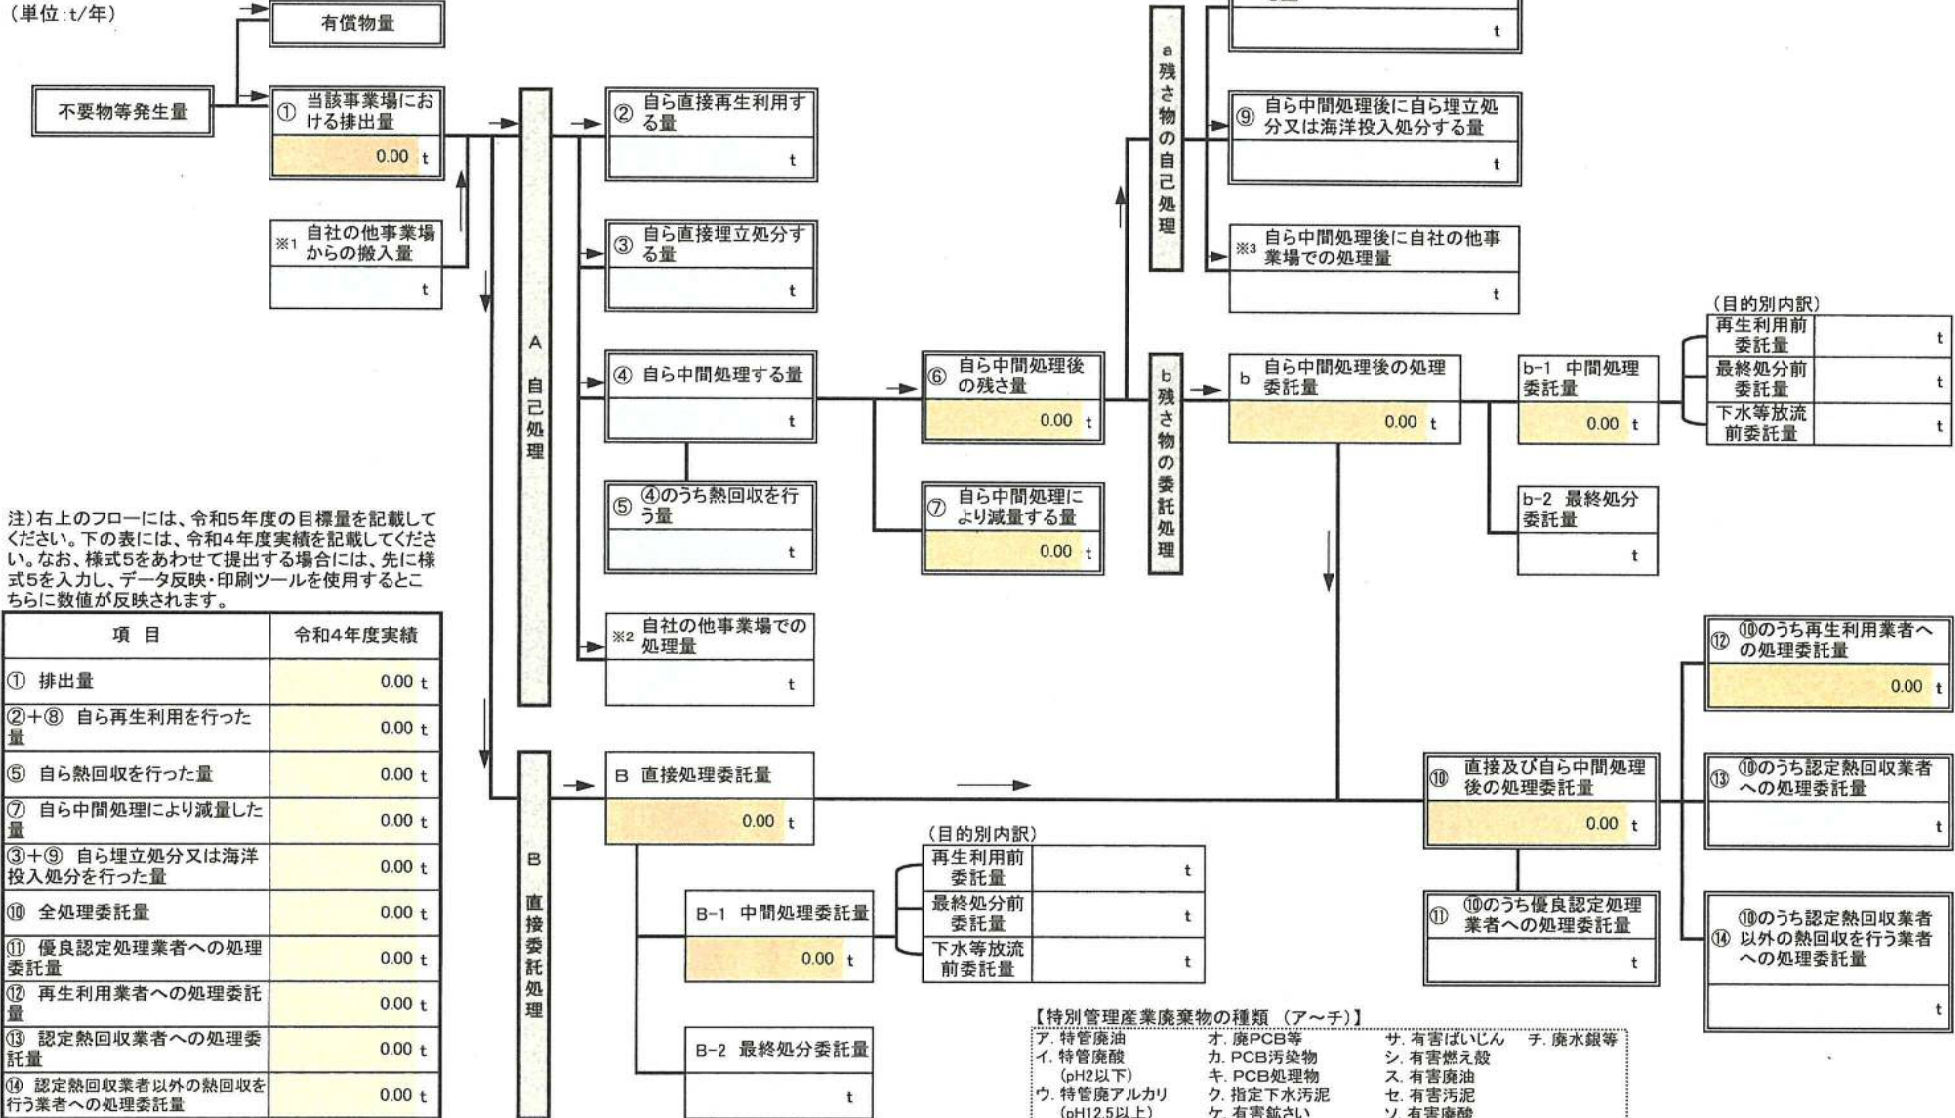 (単位:t/年)
有償物量
不要物等発生量
① 当該事業場にお
ける排出量
0.00 t
※1 自社の他事業場
からの搬入量
t
A 自己処理
② 自ら直接再生利用す
る量
t
③ 自ら直接埋立処分す
る量
t
④ 自ら中間処理する量
t
⑤ ④のうち熱回収を行
う量
t
※2 自社の他事業場での
処理量
t
⑥ 自ら中間処理後
の残さ量
0.00 t
⑦ 自ら中間処理に
より減量する量
0.00 t
a 残さ物の自己処理
t
⑨ 自ら中間処理後に自ら埋立処
分又は海洋投入処分する量
t
※3 自ら中間処理後に自社の他事
業場での処理量
t
b 残さ物の委託処理
b 自ら中間処理後の処理
委託量
0.00 t
b-1 中間処理
委託量
0.00 t
(目的別内訳)
再生利用前
委託量
t
最終処分前
委託量
t
下水等放流
前委託量
t
b-2 最終処分
委託量
t
注)右上のフローには、令和5年度の目標量を記載して
ください。下の表には、令和4年度実績を記載してくださ
い。なお、様式5をあわせて提出する場合には、先に様
式5を入力し、データ反映・印刷ツールを使用するとこ
ちらに数値が反映されます。
項 目 令和4年度実績
① 排出量 0.00 t
②+⑧ 自ら再生利用を行った
量 0.00 t
⑤ 自ら熱回収を行った量 0.00 t
⑦ 自ら中間処理により減量した
量 0.00 t
③+⑨ 自ら埋立処分又は海洋
投入処分を行った量 0.00 t
⑩ 全処理委託量 0.00 t
⑪ 優良認定処理業者への処理
委託量 0.00 t
⑫ 再生利用業者への処理委託
量 0.00 t
⑬ 認定熱回収業者への処理委
託量 0.00 t
⑭ 認定熱回収業者以外の熱回収を
行う業者への処理委託量 0.00 t
B 直接委託処理
B 直接処理委託量
0.00 t
B-1 中間処理委託量
0.00 t
(目的別内訳)
再生利用前
委託量
t
最終処分前
委託量
t
下水等放流
前委託量
t
B-2 最終処分委託量
t
⑩ 直接及び自ら中間処理
後の処理委託量
0.00 t
⑪ ⑩のうち優良認定処理
業者への処理委託量
t
⑫ ⑩のうち再生利用業者へ
の処理委託量
0.00 t
⑬ ⑩のうち認定熱回収業者
への処理委託量
t
⑭ ⑩のうち認定熱回収業者
以外の熱回収を行う業者
への処理委託量
t
【特別管理産業廃棄物の種類 (ア~チ)】
ア. 特管廃油 オ. 廃PCB等 サ. 有害ばいじん チ. 廃水銀等
イ. 特管廃酸 カ. PCB汚染物 シ. 有害燃え殻
(pH2以下) キ. PCB処理物 ス. 有害廃油
ウ. 特管廃アルカリ ク. 指定下水汚泥 セ. 有害汚泥
(pH12.5以上) ケ. 有害鉱さい ソ. 有害廃酸